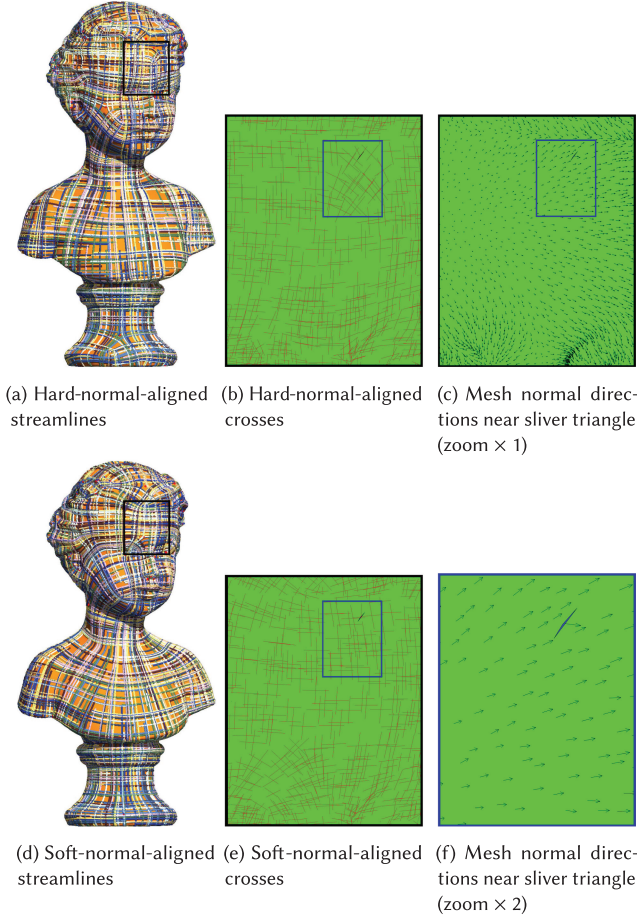 (a) Hard-normal-aligned
streamlines
(b) Hard-normal-aligned
crosses
(c) Mesh normal direc-
tions near sliver triangle
(zoom × 1)
(d) Soft-normal-aligned
streamlines
(e) Soft-normal-aligned
crosses
(f) Mesh normal direc-
tions near sliver triangle
(zoom × 2)